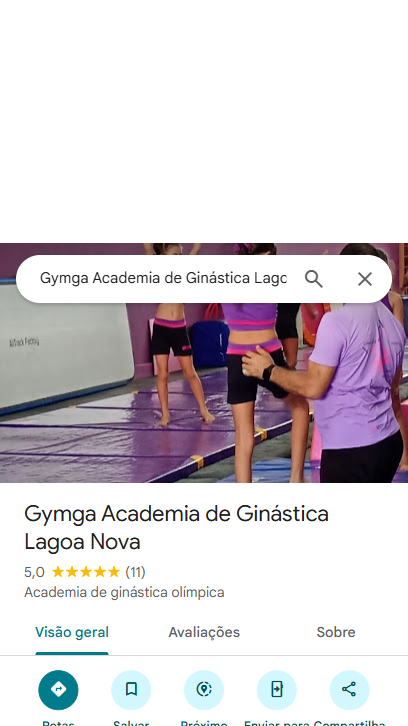 Gymga Academia de Ginástica Lago
AirTrack Factory
Gymga Academia de Ginástica
Lagoa Nova
5,0 ★★★★★ (11)
Academia de ginástica olímpica
Visão geral Avaliações Sobre
Rotas Salvar Próximo Enviar para Compartilha